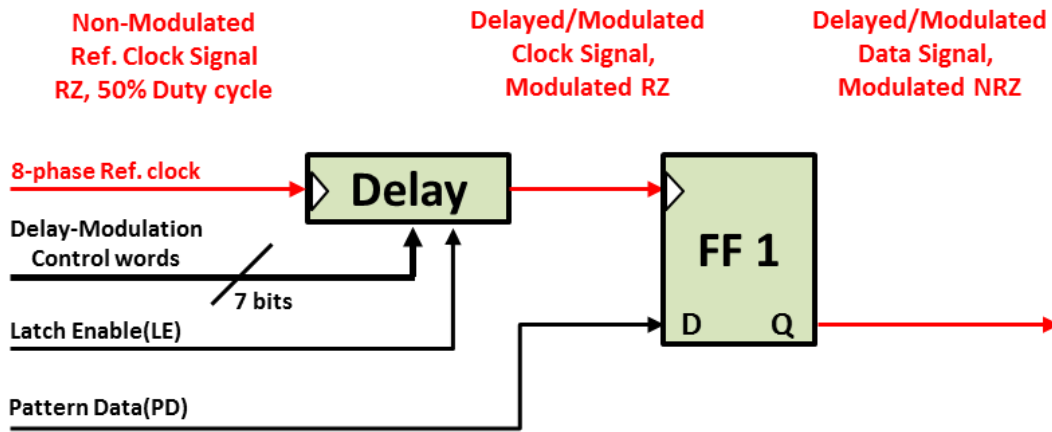 Non-Modulated
Ref. Clock Signal
RZ, 50% Duty cycle
Delayed/Modulated
Clock Signal,
Modulated RZ
Delayed/Modulated
Data Signal,
Modulated NRZ
8-phase Ref. clock
Delay
Delay-Modulation
Control words
7 bits
FF 1
Latch Enable(LE)
D Q
Pattern Data(PD)